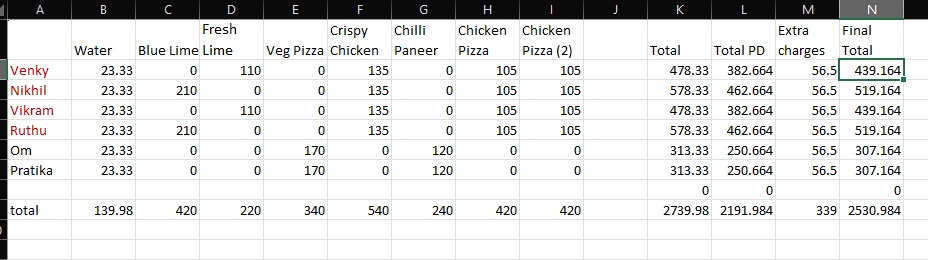 A B C D E F G H I J K L M N
Fresh Crispy Chilli Chicken Chicken Extra Final
Water Blue Lime Lime Veg Pizza Chicken Paneer Pizza Pizza (2) Total Total PD charges Total
Venky 23.33 0 110 0 135 0 105 105 478.33 382.664 56.5 439.164
Nikhil 23.33 210 0 0 135 0 105 105 578.33 462.664 56.5 519.164
Vikram 23.33 0 110 0 135 0 105 105 478.33 382.664 56.5 439.164
Ruthu 23.33 210 0 0 135 0 105 105 578.33 462.664 56.5 519.164
Om 23.33 0 0 170 0 120 0 0 313.33 250.664 56.5 307.164
Pratika 23.33 0 0 170 0 120 0 0 313.33 250.664 56.5 307.164
0 0 0
total 139.98 420 220 340 540 240 420 420 2739.98 2191.984 339 2530.984